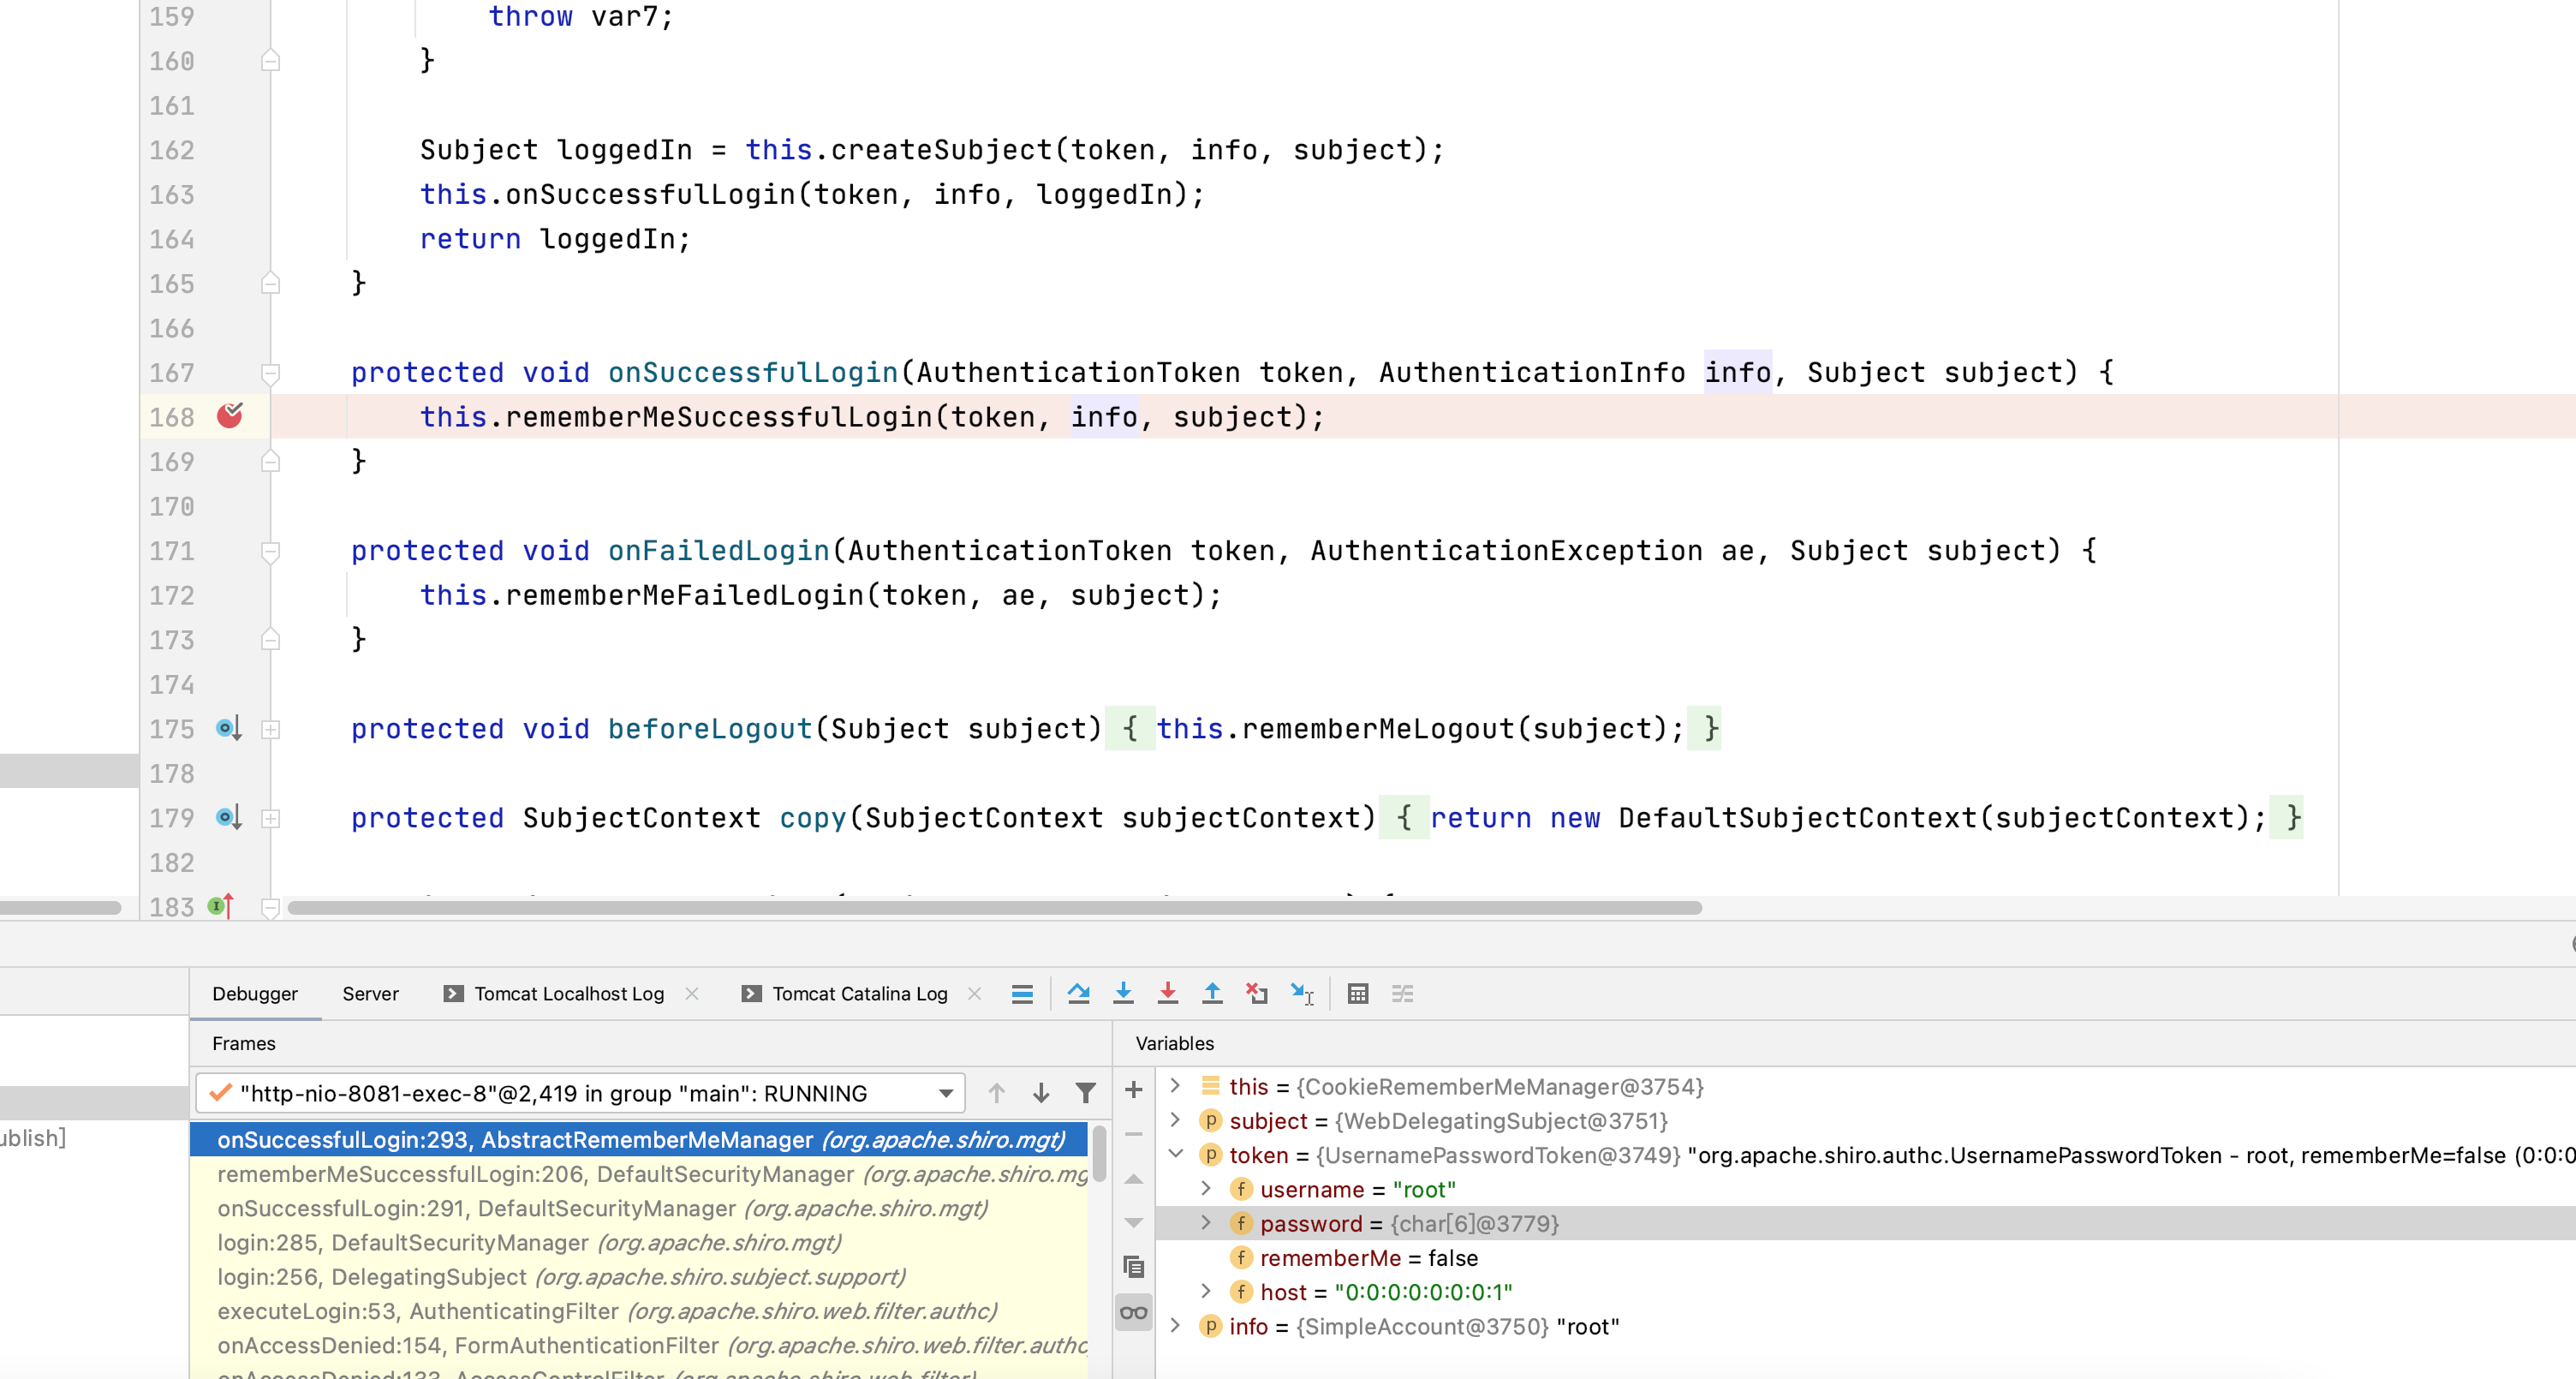 159 throw var7;
160 }
161
162 Subject loggedIn = this.createSubject(token, info, subject);
163 this.onSuccessfulLogin(token, info, loggedIn);
164 return loggedIn;
165 }
166
167 protected void onSuccessfulLogin(AuthenticationToken token, AuthenticationInfo info, Subject subject) {
168 this.rememberMeSuccessfulLogin(token, info, subject);
169 }
170
171 protected void onFailedLogin(AuthenticationToken token, AuthenticationException ae, Subject subject) {
172 this.rememberMeFailedLogin(token, ae, subject);
173 }
174
175 protected void beforeLogout(Subject subject) { this.rememberMeLogout(subject); }
178
179 protected SubjectContext copy(SubjectContext subjectContext) { return new DefaultSubjectContext(subjectContext); }
182
183
Debugger Server Tomcat Localhost Log Tomcat Catalina Log
Frames
"http-nio-8081-exec-8"@2,419 in group "main": RUNNING
ublish]
onSuccessfulLogin:293, AbstractRememberMeManager (org.apache.shiro.mgt)
rememberMeSuccessfulLogin:206, DefaultSecurityManager (org.apache.shiro.mg
onSuccessfulLogin:291, DefaultSecurityManager (org.apache.shiro.mgt)
login:285, DefaultSecurityManager (org.apache.shiro.mgt)
login:256, DelegatingSubject (org.apache.shiro.subject.support)
executeLogin:53, AuthenticatingFilter (org.apache.shiro.web.filter.authc)
onAccessDenied:154, FormAuthenticationFilter (org.apache.shiro.web.filter.authc
onAccessDenied:133, AccessControlFilter (org.apache.shiro.web.filter)
Variables
this = {CookieRememberMeManager@3754}
p subject = {WebDelegatingSubject@3751}
p token = {UsernamePasswordToken@3749} "org.apache.shiro.authc.UsernamePasswordToken - root, rememberMe=false (0:0:0
f username = "root"
f password = {char[6]@3779}
f rememberMe = false
f host = "0:0:0:0:0:0:0:1"
p info = {SimpleAccount@3750} "root"